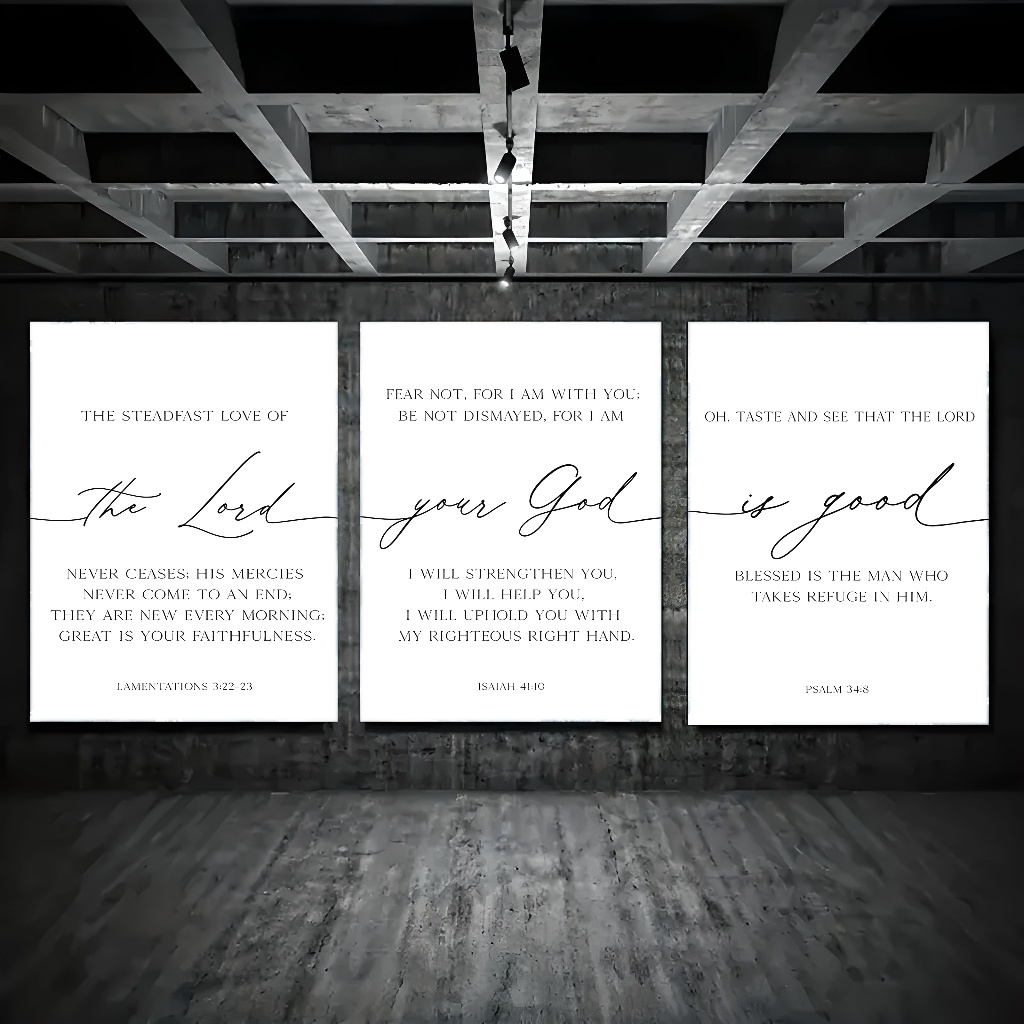 THE STEADFAST LOVE OF
the Lord
NEVER CEASES; HIS MERCIES
NEVER COME TO AN END;
THEY ARE NEW EVERY MORNING;
GREAT IS YOUR FAITHFULNESS.
LAMENTATIONS 3:22-23
FEAR NOT, FOR I AM WITH YOU;
BE NOT DISMAYED, FOR I AM
your God
I WILL STRENGTHEN YOU,
I WILL HELP YOU,
I WILL UPHOLD YOU WITH
MY RIGHTEOUS RIGHT HAND.
ISAIAH 41:10
OH, TASTE AND SEE THAT THE LORD
is good
BLESSED IS THE MAN WHO
TAKES REFUGE IN HIM.
PSALM 34:8